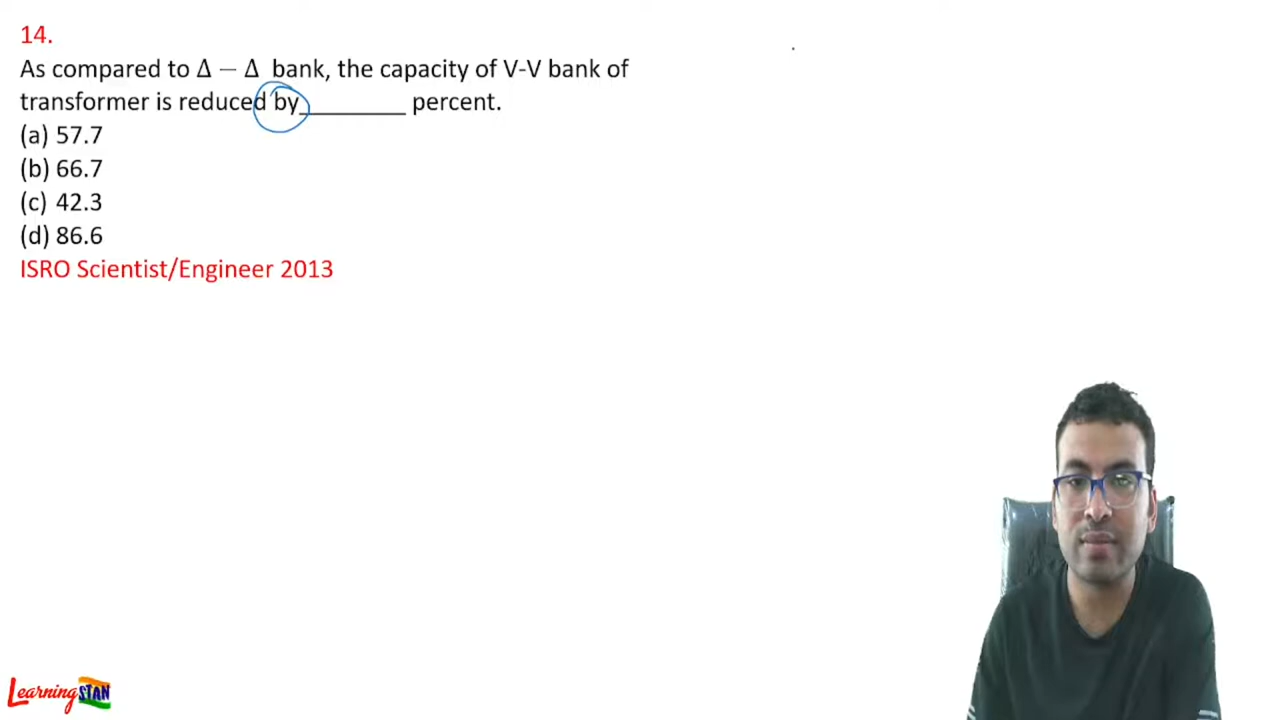 14.
As compared to Δ − Δ bank, the capacity of V-V bank of
transformer is reduced by________ percent.
(a) 57.7
(b) 66.7
(c) 42.3
(d) 86.6
ISRO Scientist/Engineer 2013
LearningSTAN